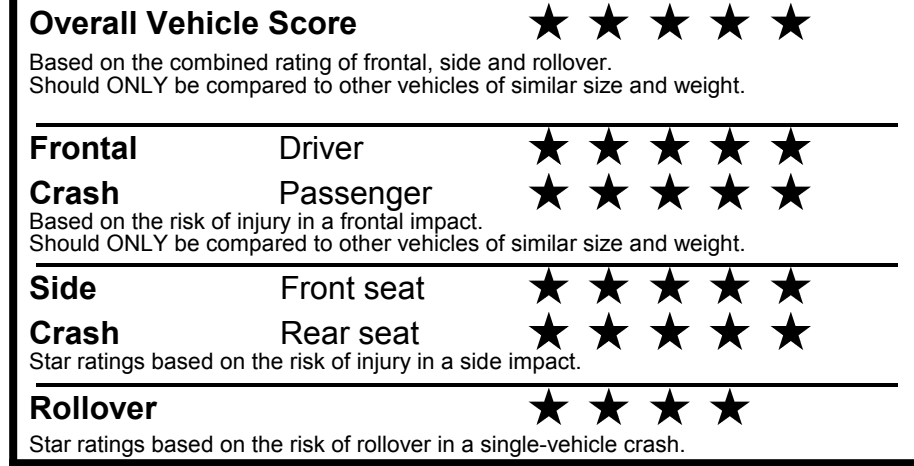 Overall Vehicle Score ★ ★ ★ ★ ★
Based on the combined rating of frontal, side and rollover.
Should ONLY be compared to other vehicles of similar size and weight.
Frontal Driver ★ ★ ★ ★ ★
Crash Passenger ★ ★ ★ ★ ★
Based on the risk of injury in a frontal impact.
Should ONLY be compared to other vehicles of similar size and weight.
Side Front seat ★ ★ ★ ★ ★
Crash Rear seat ★ ★ ★ ★ ★
Star ratings based on the risk of injury in a side impact.
Rollover ★ ★ ★ ★
Star ratings based on the risk of rollover in a single-vehicle crash.